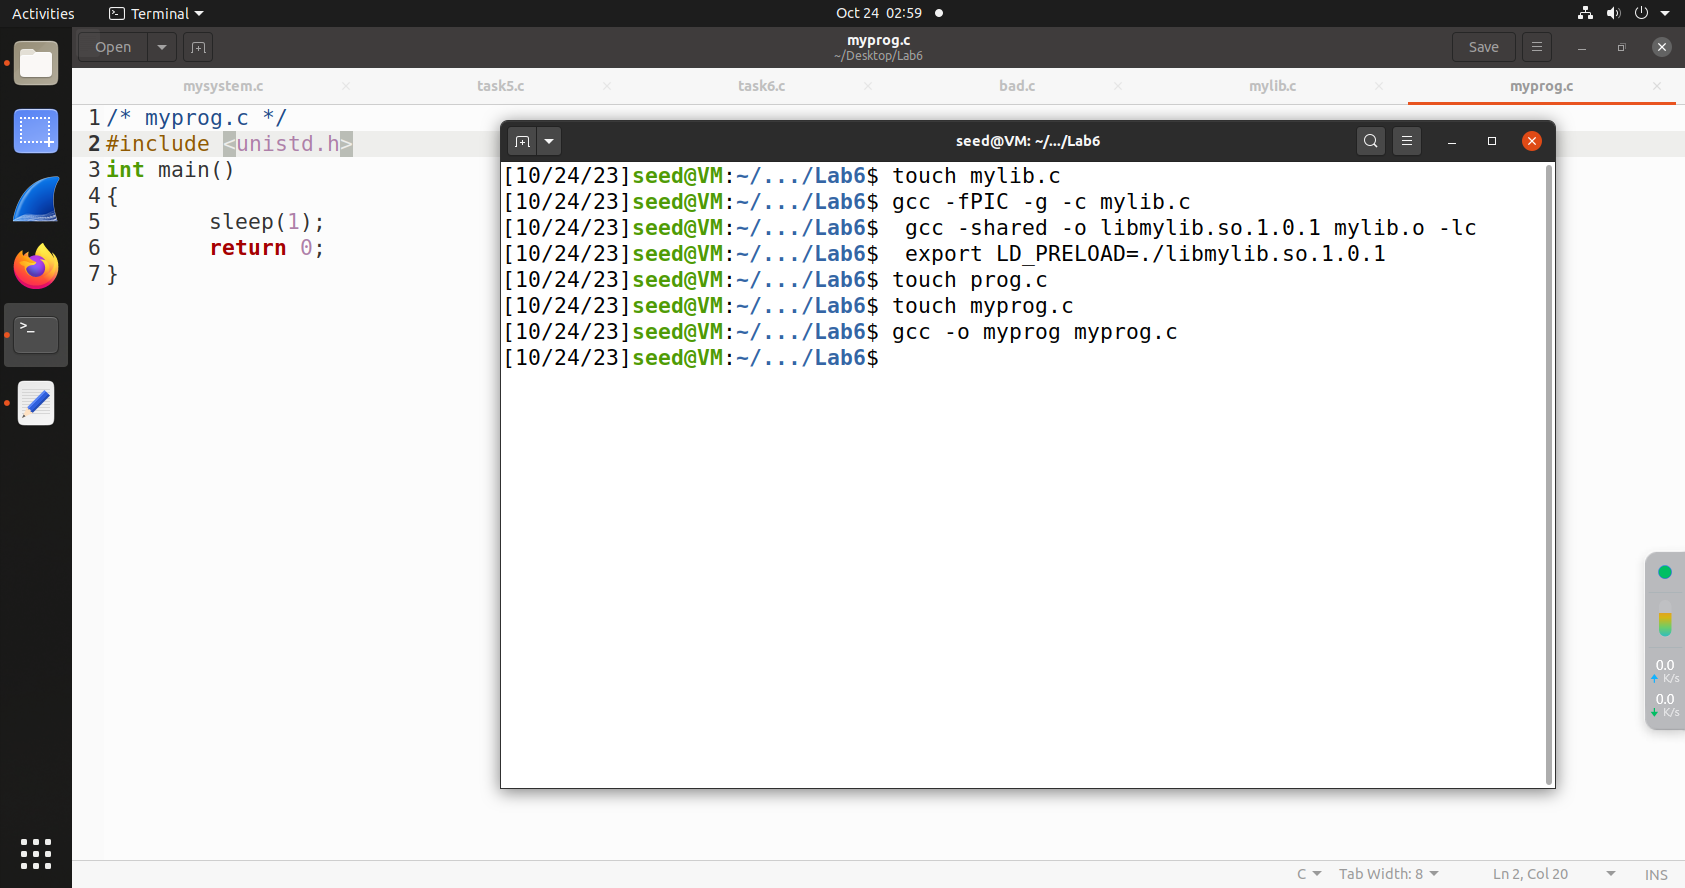 Activities
Terminal
Oct 24 02:59
Open
myprog.c
~/Desktop/Lab6
Save
mysystem.c
task5.c
task6.c
bad.c
mylib.c
myprog.c
1 /* myprog.c */
2 #include <unistd.h>
3 int main()
4 {
5 sleep(1);
6 return 0;
7 }
seed@VM: ~/.../Lab6
[10/24/23]seed@VM:~/.../Lab6$ touch mylib.c
[10/24/23]seed@VM:~/.../Lab6$ gcc -fPIC -g -c mylib.c
[10/24/23]seed@VM:~/.../Lab6$  gcc -shared -o libmylib.so.1.0.1 mylib.o -lc
[10/24/23]seed@VM:~/.../Lab6$  export LD_PRELOAD=./libmylib.so.1.0.1
[10/24/23]seed@VM:~/.../Lab6$ touch prog.c
[10/24/23]seed@VM:~/.../Lab6$ touch myprog.c
[10/24/23]seed@VM:~/.../Lab6$ gcc -o myprog myprog.c
[10/24/23]seed@VM:~/.../Lab6$
0.0
K/s
0.0
K/s
C
Tab Width: 8
Ln 2, Col 20
INS